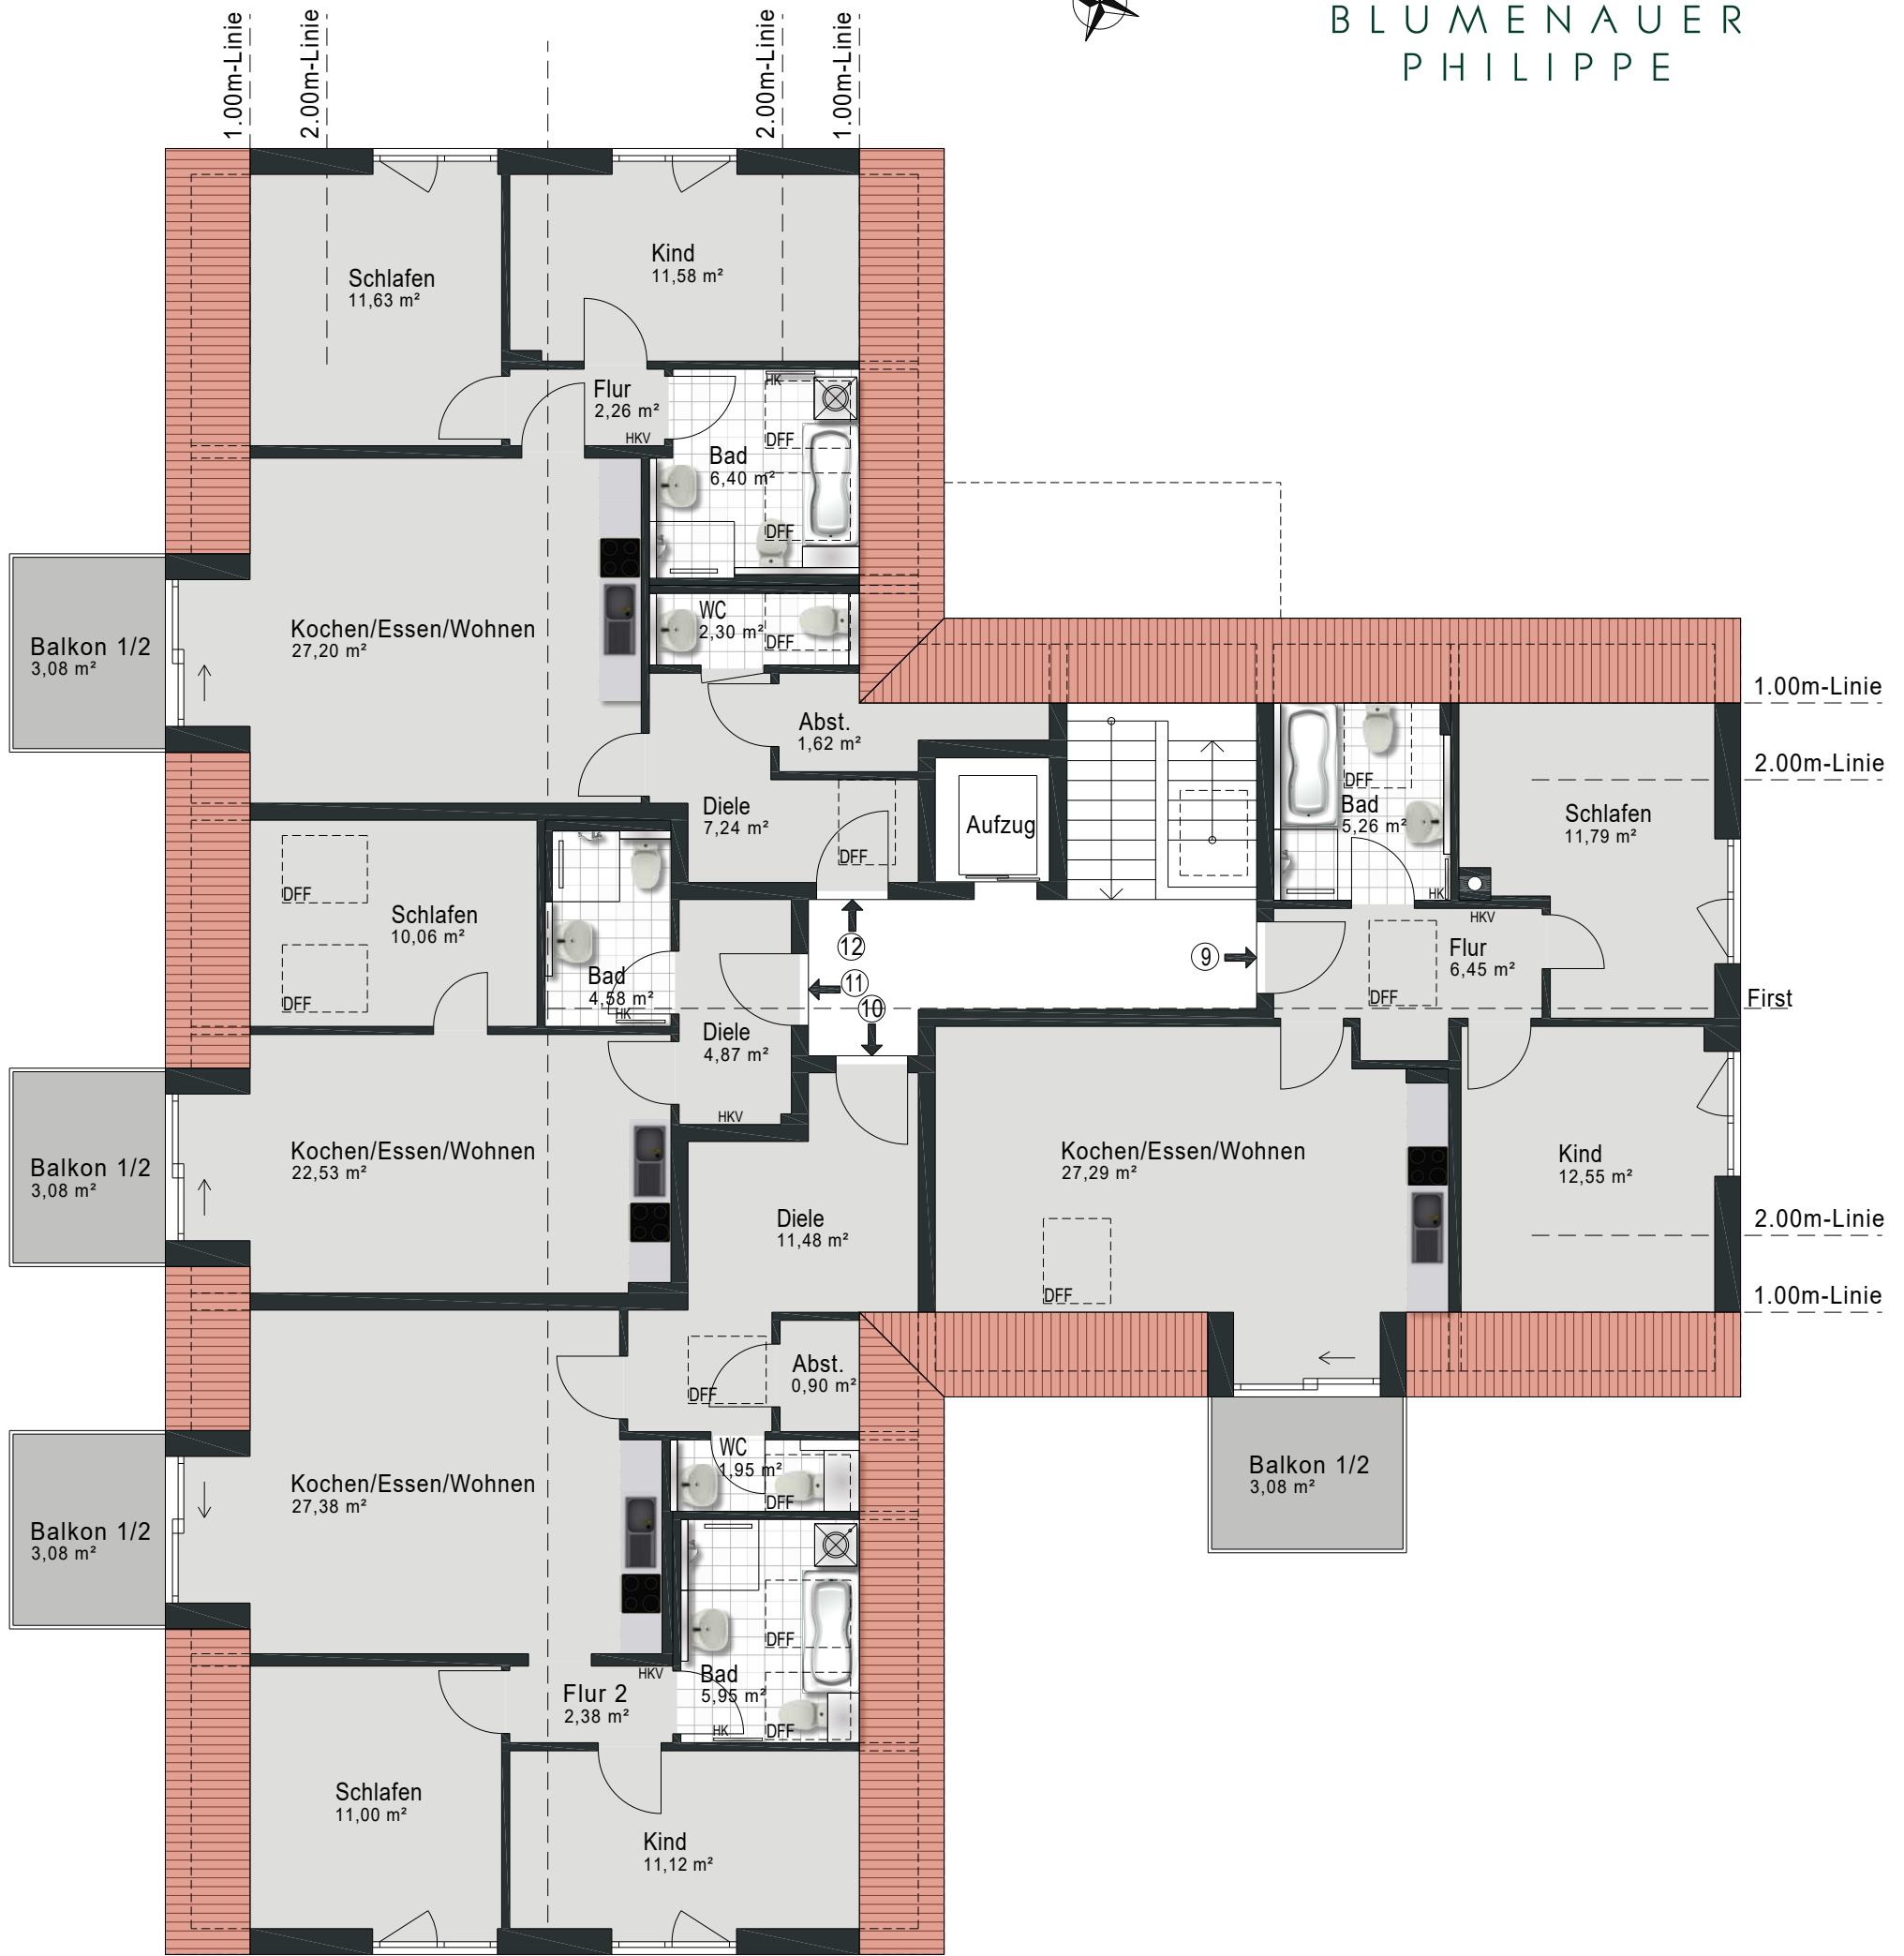 BLUMENAUER
PHILIPPE
1.00m-Linie
2.00m-Linie
2.00m-Linie
1.00m-Linie
Schlafen
11,63 m²
Kind
11,58 m²
Flur
2,26 m²
HKV
HK
DFF
Bad
6,40 m²
DFF
WC
2,30 m²
DFF
Kochen/Essen/Wohnen
27,20 m²
Balkon 1/2
3,08 m²
Abst.
1,62 m²
Diele
7,24 m²
DFF
Aufzug
1.00m-Linie
2.00m-Linie
DFF
Bad
5,26 m²
HK
Schlafen
11,79 m²
HKV
Flur
6,45 m²
DFF
First
DFF
Schlafen
10,06 m²
DFF
Bad
4,58 m²
HK
Diele
4,87 m²
HKV
12
11
10
9
Kochen/Essen/Wohnen
22,53 m²
Balkon 1/2
3,08 m²
Diele
11,48 m²
Kochen/Essen/Wohnen
27,29 m²
DFF
Kind
12,55 m²
2.00m-Linie
1.00m-Linie
Balkon 1/2
3,08 m²
DFF
Abst.
0,90 m²
WC
1,95 m²
DFF
Kochen/Essen/Wohnen
27,38 m²
Balkon 1/2
3,08 m²
DFF
Bad
5,95 m²
HK
DFF
HKV
Flur 2
2,38 m²
Schlafen
11,00 m²
Kind
11,12 m²